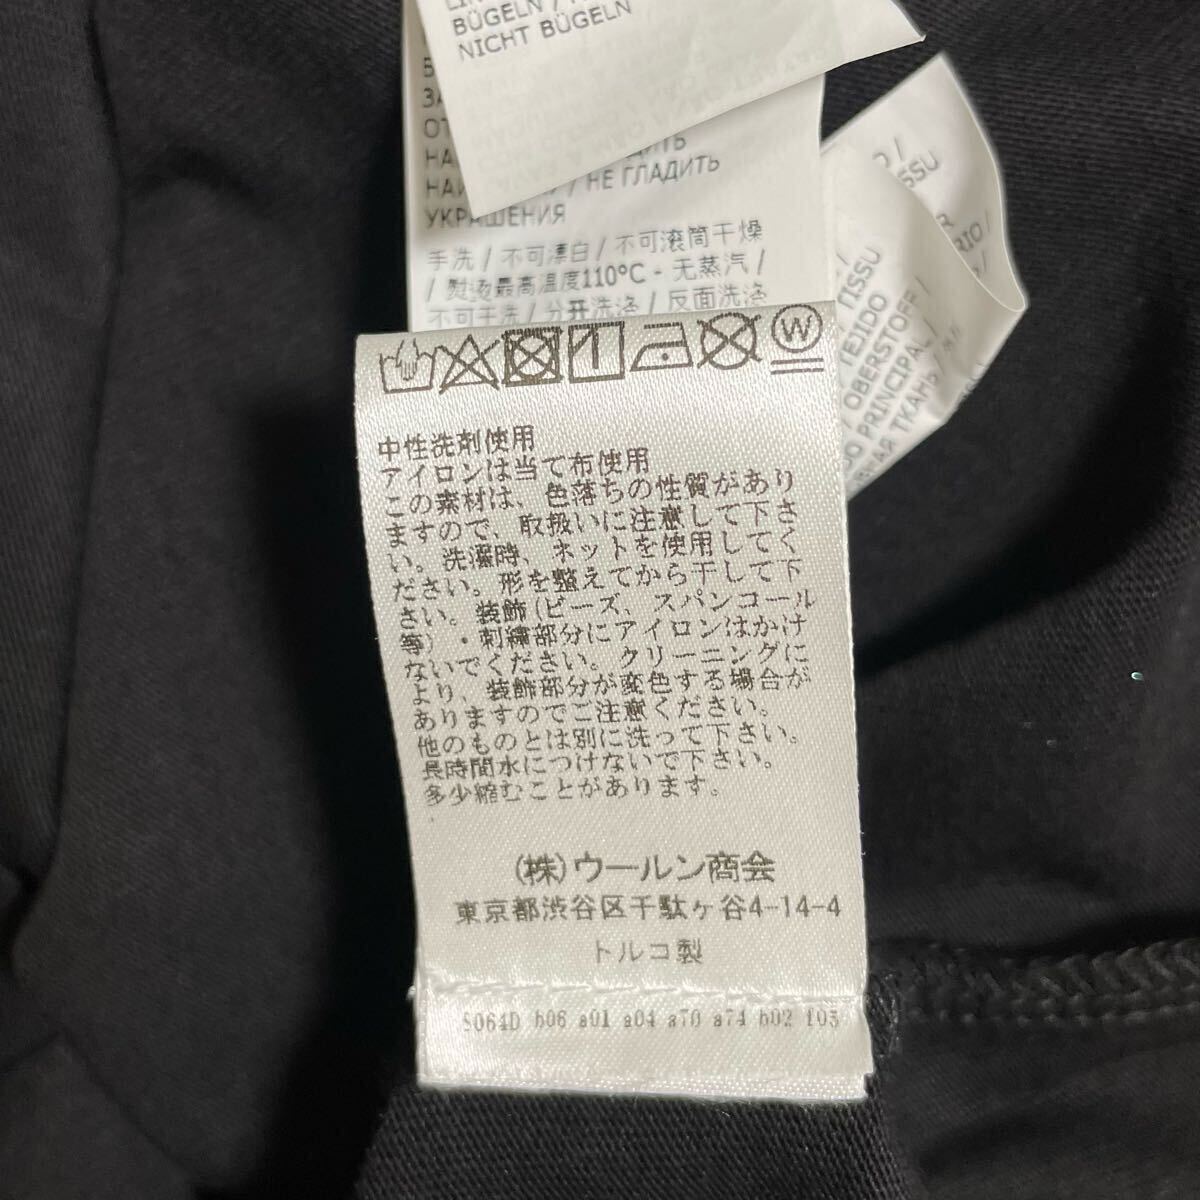 BÜGELN /
NICHT BÜGELN
НЕ ГЛАДИТЬ
УКРАШЕНИЯ
手洗 / 不可漂白 / 不可滚筒干燥
/ 熨烫最高温度110°C - 无蒸汽 /
不可干洗 / 分开洗涤 / 反面洗涤
TISSU
TEJIDO
/ OBERSTOFF /
PRINCIPAL
ТКАНЬ
W
中性洗剤使用
アイロンは当て布使用
この素材は、色落ちの性質があり
ますので、取扱いに注意して下さ
い。洗濯時、ネットを使用してく
ださい。形を整えてから干して下
さい。装飾(ビーズ、スパンコール
等)・刺繍部分にアイロンはかけ
ないでください。クリーニングに
より、装飾部分が変色する場合が
ありますのでご注意ください。
他のものとは別に洗って下さい。
長時間水につけないで下さい。
多少縮むことがあります。
(株)ウールン商会
東京都渋谷区千駄ヶ谷4-14-4
トルコ製
S064D b06 a01 a04 a70 a74 b02 f03